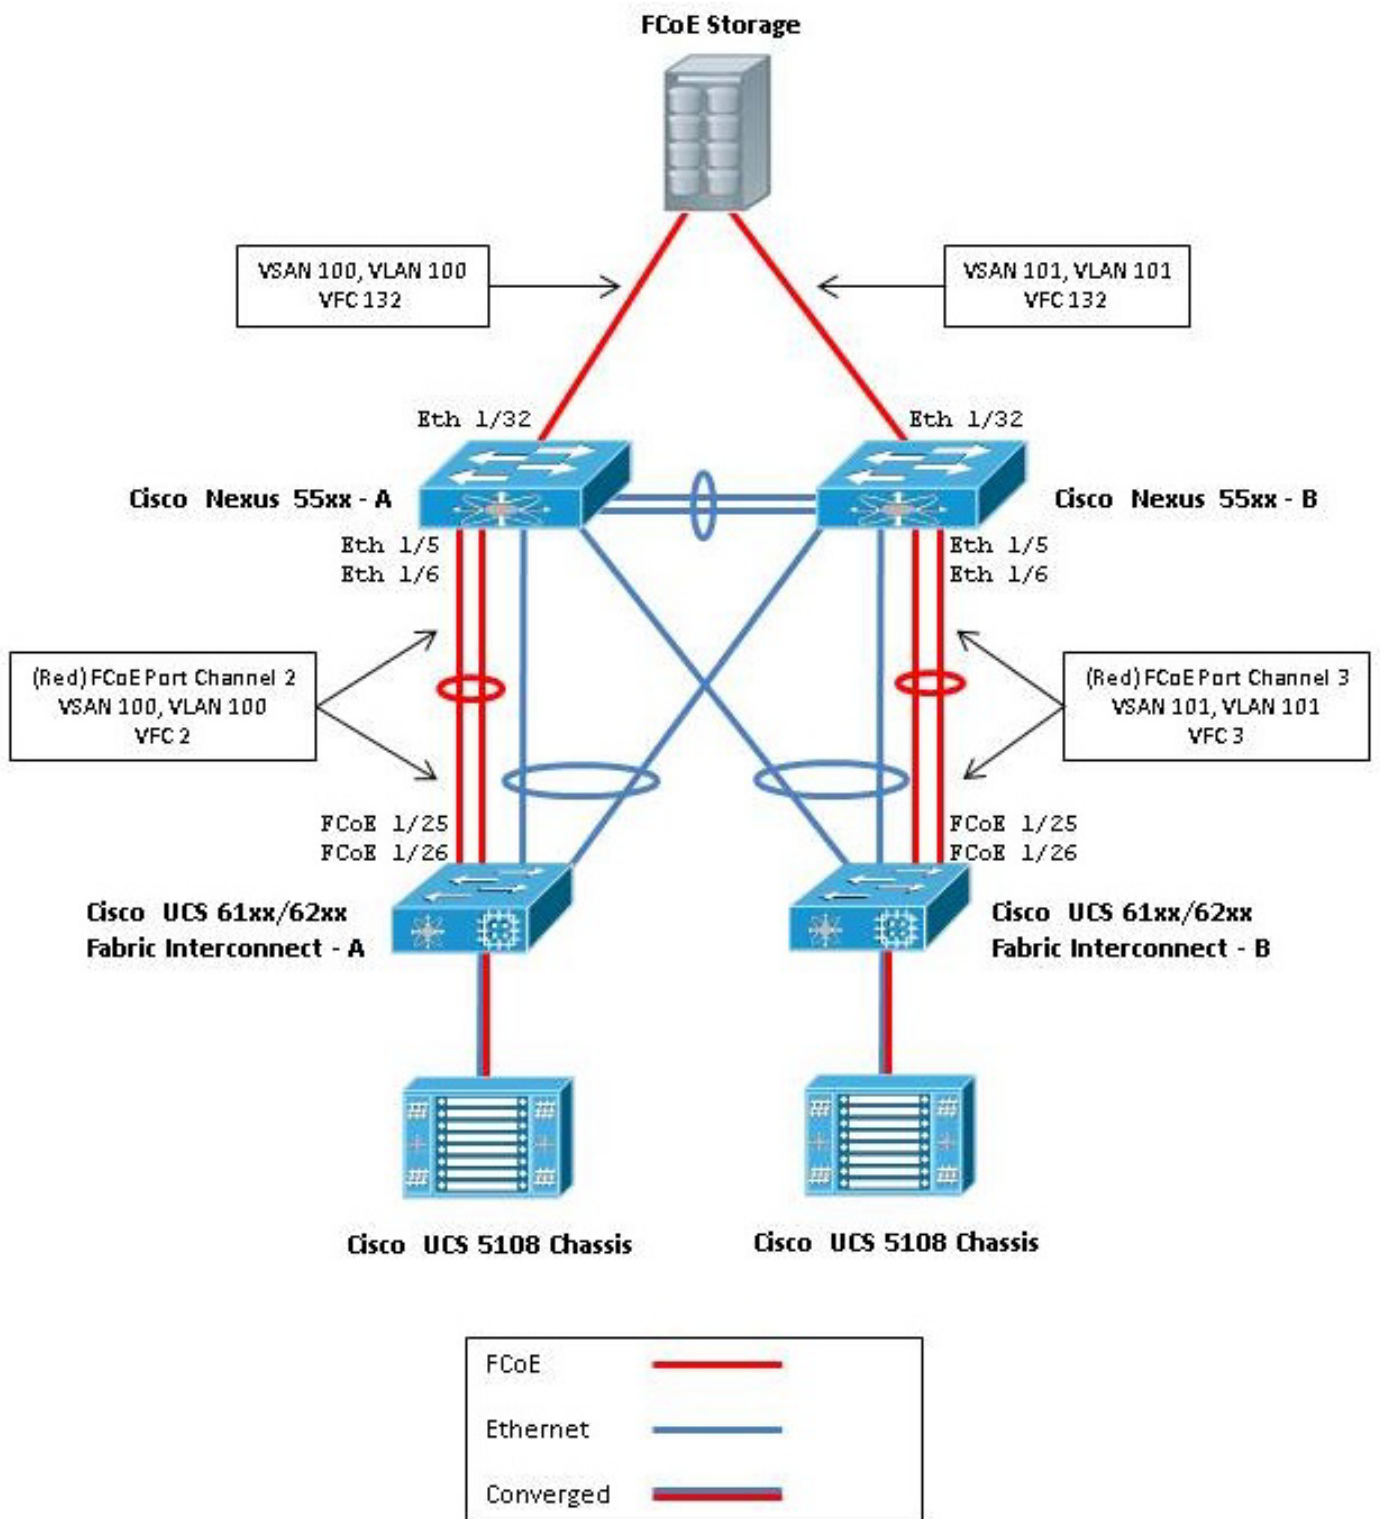 FCoE Storage
VSAN 100, VLAN 100
VFC 132
VSAN 101, VLAN 101
VFC 132
Eth 1/32
Eth 1/32
Cisco Nexus 55xx - A
Cisco Nexus 55xx - B
Eth 1/5
Eth 1/6
Eth 1/5
Eth 1/6
(Red) FCoE Port Channel 2
VSAN 100, VLAN 100
VFC 2
(Red) FCoE Port Channel 3
VSAN 101, VLAN 101
VFC 3
FCoE 1/25
FCoE 1/26
FCoE 1/25
FCoE 1/26
Cisco UCS 61xx/62xx
Fabric Interconnect - A
Cisco UCS 61xx/62xx
Fabric Interconnect - B
Cisco UCS 5108 Chassis
Cisco UCS 5108 Chassis
FCoE
Ethernet
Converged